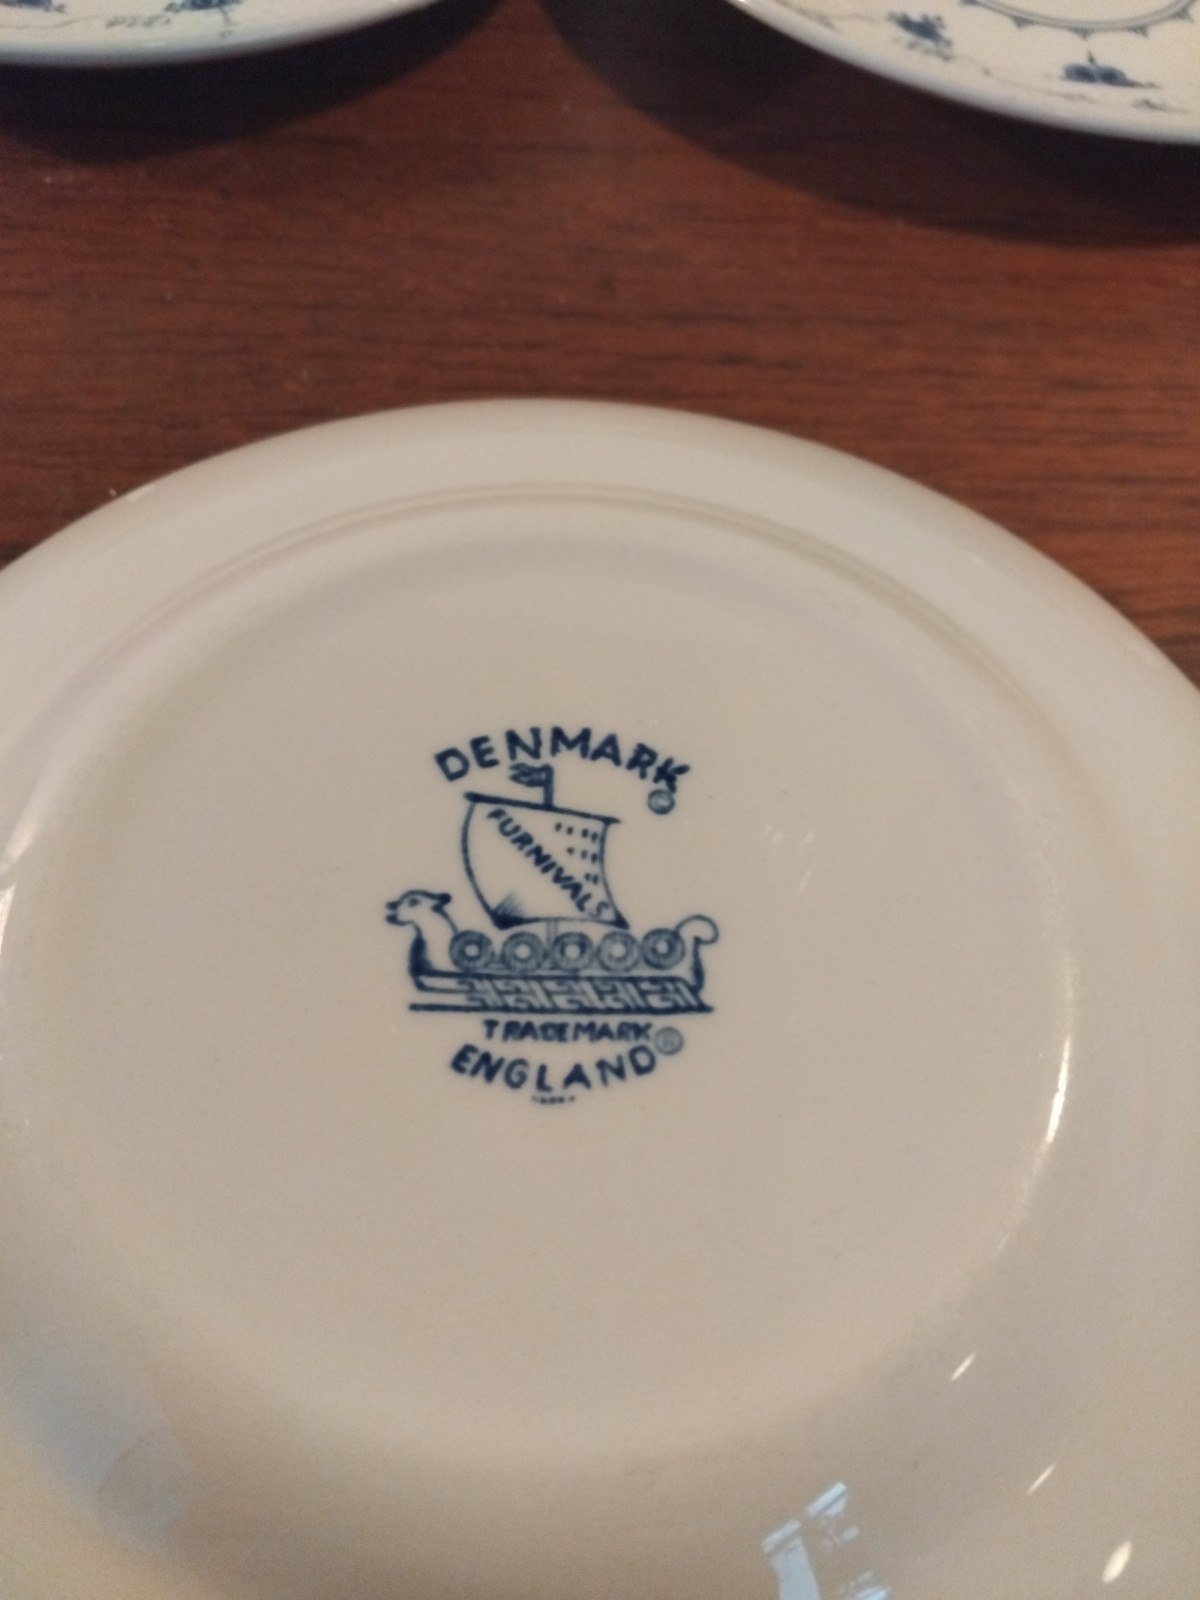 DENMARK
©
FURNIVALS
TRADEMARK ®
ENGLAND